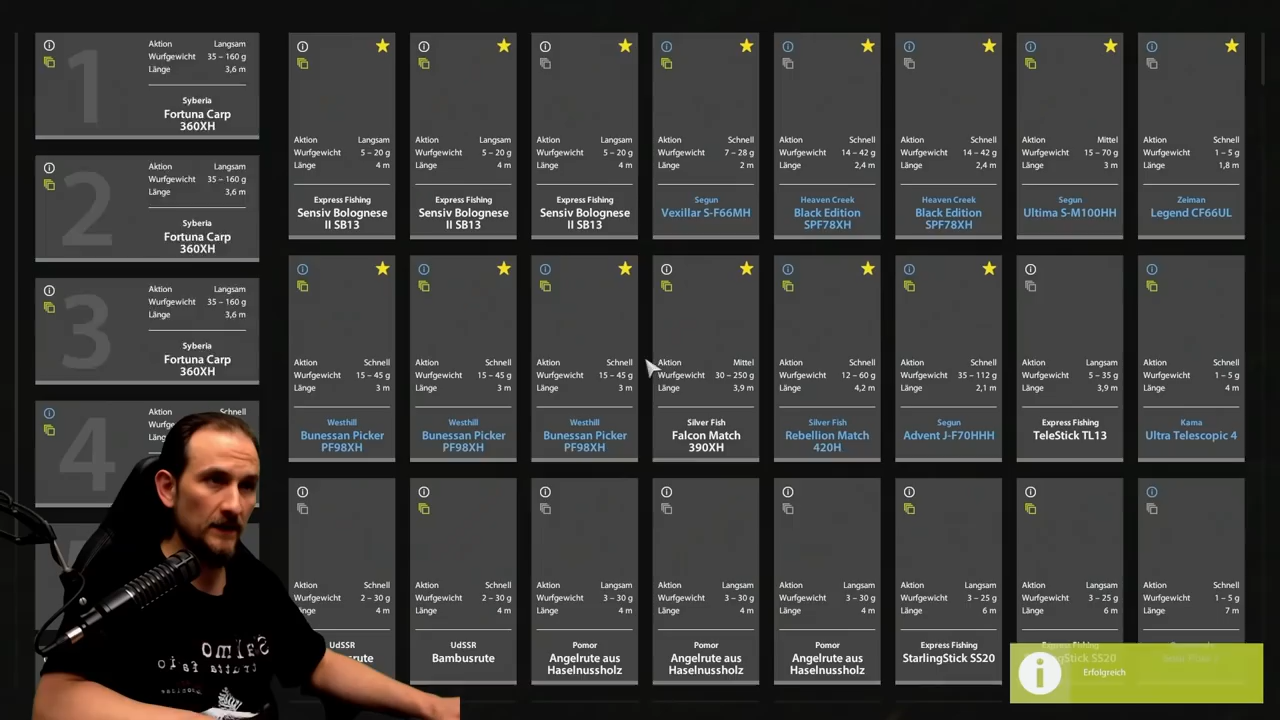 1
Aktion Langsam
Wurfgewicht 35 – 160 g
Länge 3,6 m
Syberia
Fortuna Carp
360XH
2
Aktion Langsam
Wurfgewicht 35 – 160 g
Länge 3,6 m
Syberia
Fortuna Carp
360XH
3
Aktion Langsam
Wurfgewicht 35 – 160 g
Länge 3,6 m
Syberia
Fortuna Carp
360XH
4
Aktion Schnell
Aktion Langsam
Wurfgewicht 5 – 20 g
Länge 4 m
Express Fishing
Sensiv Bolognese
II SB13
Aktion Langsam
Wurfgewicht 5 – 20 g
Länge 4 m
Express Fishing
Sensiv Bolognese
II SB13
Aktion Langsam
Wurfgewicht 5 – 20 g
Länge 4 m
Express Fishing
Sensiv Bolognese
II SB13
Aktion Schnell
Wurfgewicht 7 – 28 g
Länge 2 m
Segun
Vexillar S-F66MH
Aktion Schnell
Wurfgewicht 14 – 42 g
Länge 2,4 m
Heaven Creek
Black Edition
SPF78XH
Aktion Schnell
Wurfgewicht 14 – 42 g
Länge 2,4 m
Heaven Creek
Black Edition
SPF78XH
Aktion Mittel
Wurfgewicht 15 – 70 g
Länge 3 m
Segun
Ultima S-M100HH
Aktion Schnell
Wurfgewicht 1 – 5 g
Länge 1,8 m
Zeiman
Legend CF66UL
Aktion Schnell
Wurfgewicht 15 – 45 g
Länge 3 m
Westhill
Bunessan Picker
PF98XH
Aktion Schnell
Wurfgewicht 15 – 45 g
Länge 3 m
Westhill
Bunessan Picker
PF98XH
Aktion Schnell
Wurfgewicht 15 – 45 g
Länge 3 m
Westhill
Bunessan Picker
PF98XH
Aktion Mittel
Wurfgewicht 30 – 250 g
Länge 3,9 m
Silver Fish
Falcon Match
390XH
Aktion Schnell
Wurfgewicht 12 – 60 g
Länge 4,2 m
Silver Fish
Rebellion Match
420H
Aktion Schnell
Wurfgewicht 35 – 112 g
Länge 2,1 m
Segun
Advent J-F70HHH
Aktion Langsam
Wurfgewicht 5 – 35 g
Länge 3,9 m
Express Fishing
TeleStick TL13
Aktion Schnell
Wurfgewicht 1 – 5 g
Länge 4 m
Kama
Ultra Telescopic 4
Aktion Schnell
Wurfgewicht 2 – 30 g
Länge 4 m
UdSSR
Aktion Schnell
Wurfgewicht 2 – 30 g
Länge 4 m
UdSSR
Bambusrute
Aktion Langsam
Wurfgewicht 3 – 30 g
Länge 4 m
Pomor
Angelrute aus
Haselnussholz
Aktion Langsam
Wurfgewicht 3 – 30 g
Länge 4 m
Pomor
Angelrute aus
Haselnussholz
Aktion Langsam
Wurfgewicht 3 – 30 g
Länge 4 m
Pomor
Angelrute aus
Haselnussholz
Aktion Langsam
Wurfgewicht 3 – 25 g
Länge 6 m
Express Fishing
StarlingStick SS20
Aktion Langsam
Wurfgewicht 3 – 25 g
Länge 6 m
Express Fishing
StarlingStick SS20
Aktion Schnell
Wurfgewicht 1 – 5 g
Länge 7 m
Erfolgreich
Salmo
trutta fario